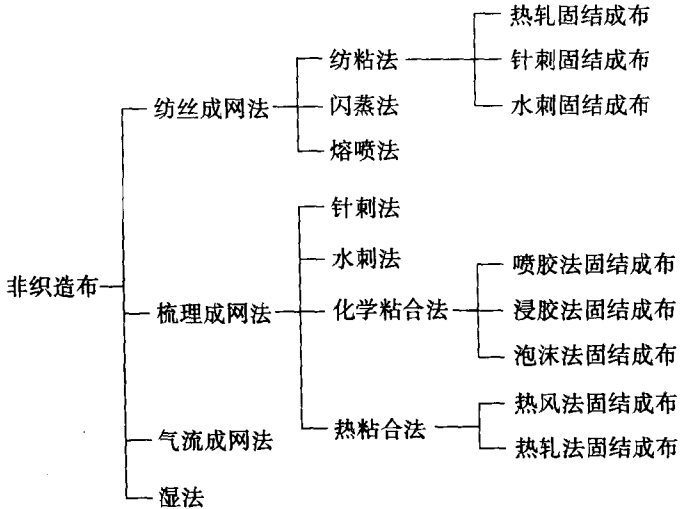 非织造布
纺丝成网法
纺粘法
热轧固结成布
针刺固结成布
水刺固结成布
闪蒸法
熔喷法
梳理成网法
针刺法
水刺法
化学粘合法
喷胶法固结成布
浸胶法固结成布
泡沫法固结成布
热粘合法
热风法固结成布
热轧法固结成布
气流成网法
湿法